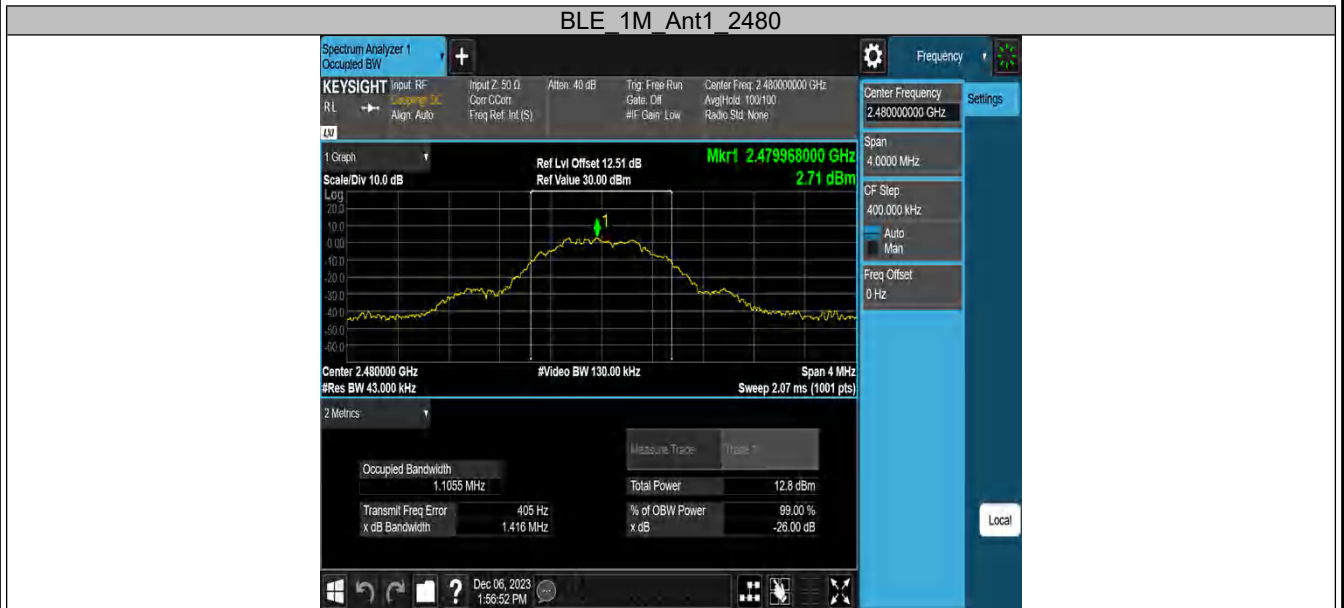 BLE_1M_Ant1_2480
Spectrum Analyzer 1
Occupied BW
+
Frequency
KEYSIGHT
Input: RF
Input Z: 50 Ω
Atten: 40 dB
Trig: Free Run
Center Freq: 2.480000000 GHz
R L
Coupling: DC
Corr CCorr
Gate: Off
Avg|Hold: 100/100
Align: Auto
Freq Ref: Int (S)
#IF Gain: Low
Radio Std: None
LXI
Center Frequency
2.480000000 GHz
Settings
Span
4.0000 MHz
CF Step
400.000 kHz
Auto
Man
Freq Offset
0 Hz
1 Graph
Ref Lvl Offset 12.51 dB
Mkr1 2.479968000 GHz
Scale/Div 10.0 dB
Ref Value 30.00 dBm
2.71 dBm
Log
20.0
10.0
0.00
-10.0
-20.0
-30.0
-40.0
-50.0
-60.0
1
Center 2.480000 GHz
#Video BW 130.00 kHz
Span 4 MHz
#Res BW 43.000 kHz
Sweep 2.07 ms (1001 pts)
2 Metrics
Measure Trace
Trace 1
Occupied Bandwidth
1.1055 MHz
Total Power
12.8 dBm
Transmit Freq Error
405 Hz
% of OBW Power
99.00 %
x dB Bandwidth
1.416 MHz
x dB
-26.00 dB
Local
?
Dec 06, 2023
1:56:52 PM